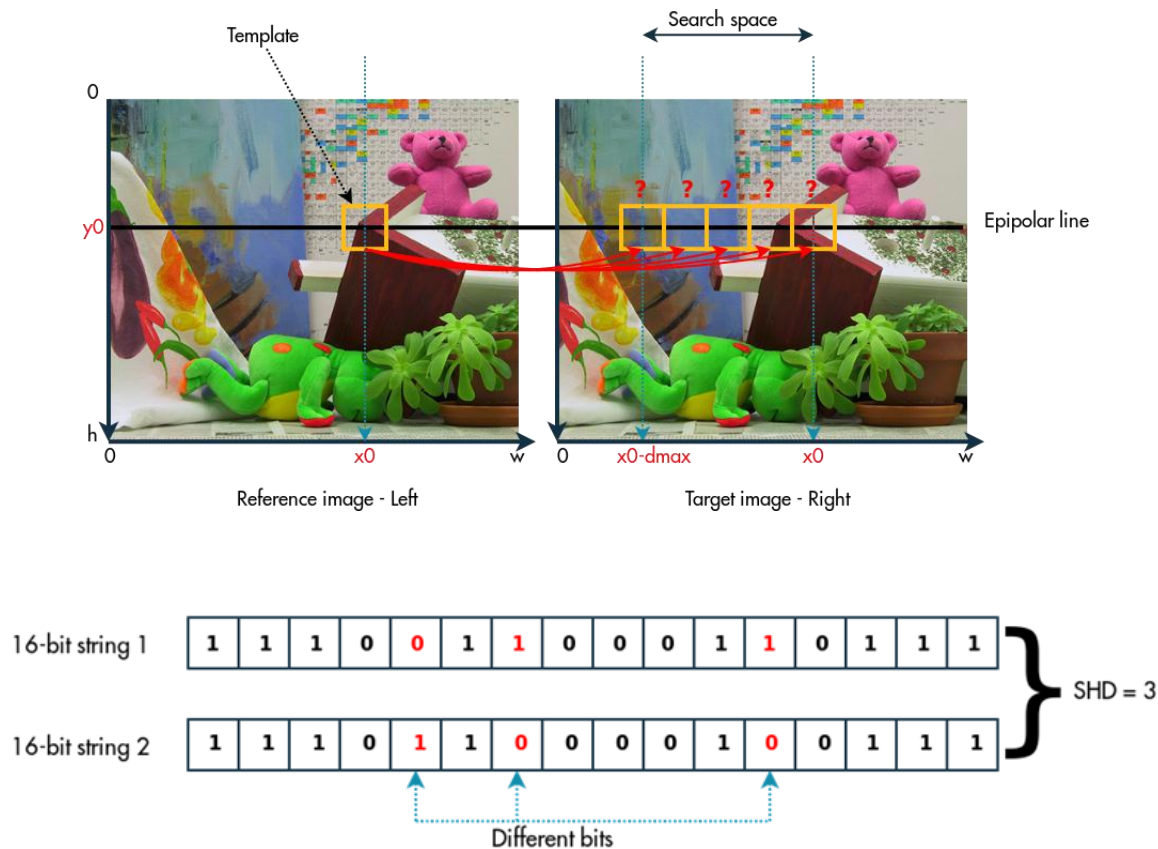 Search space
Template
0
? ? ? ? ?
y0
Epipolar line
h
0 x0 w 0 x0-dmax x0 w
Reference image - Left Target image - Right
16-bit string 1 1 1 1 0 0 1 1 0 0 0 1 1 0 1 1 1
SHD = 3
16-bit string 2 1 1 1 0 1 1 0 0 0 0 1 0 0 1 1 1
Different bits